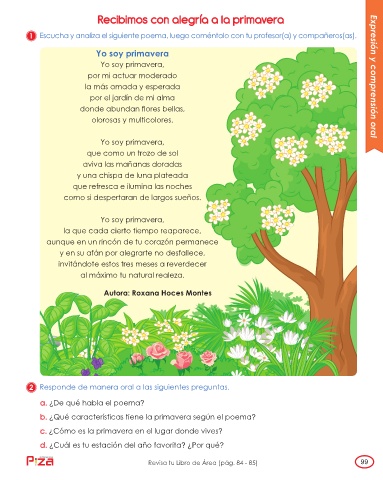 Recibimos con alegría a la primavera
1 Escucha y analiza el siguiente poema, luego coméntalo con tu profesor(a) y compañeros(as).
Expresión y comprensión oral
Yo soy primavera
Yo soy primavera,
por mi actuar moderado
la más amada y esperada
por el jardín de mi alma
donde abundan flores bellas,
olorosas y multicolores.
Yo soy primavera,
que como un trozo de sol
aviva las mañanas doradas
y una chispa de luna plateada
que refresca e ilumina las noches
como si despertaran de largos sueños.
Yo soy primavera,
la que cada cierto tiempo reaparece,
aunque en un rincón de tu corazón permanece
y en su afán por alegrarte no desfallece,
invitándote estos tres meses a reverdecer
al máximo tu natural realeza.
Autora: Roxana Hoces Montes
2 Responde de manera oral a las siguientes preguntas.
a. ¿De qué habla el poema?
b. ¿Qué características tiene la primavera según el poema?
c. ¿Cómo es la primavera en el lugar donde vives?
d. ¿Cuál es tu estación del año favorita? ¿Por qué?
Revisa tu Libro de Área (pág. 84 - 85)
99